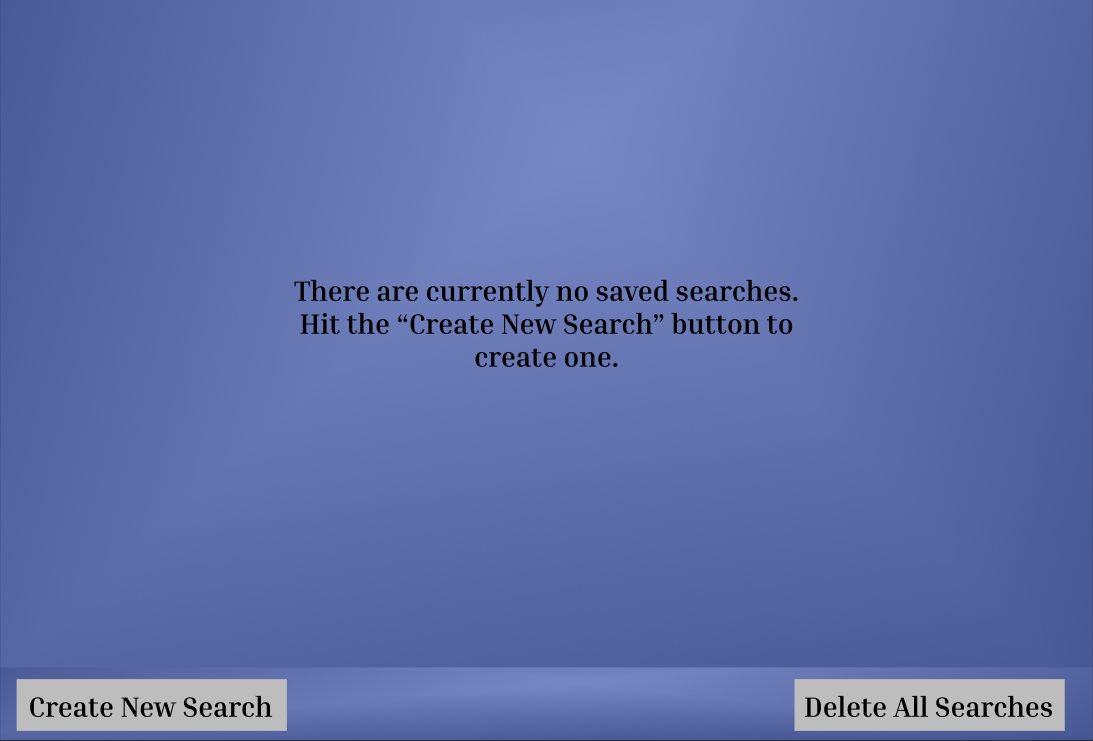 There are currently no saved searches.
Hit the “Create New Search” button to
create one.
Create New Search
Delete All Searches